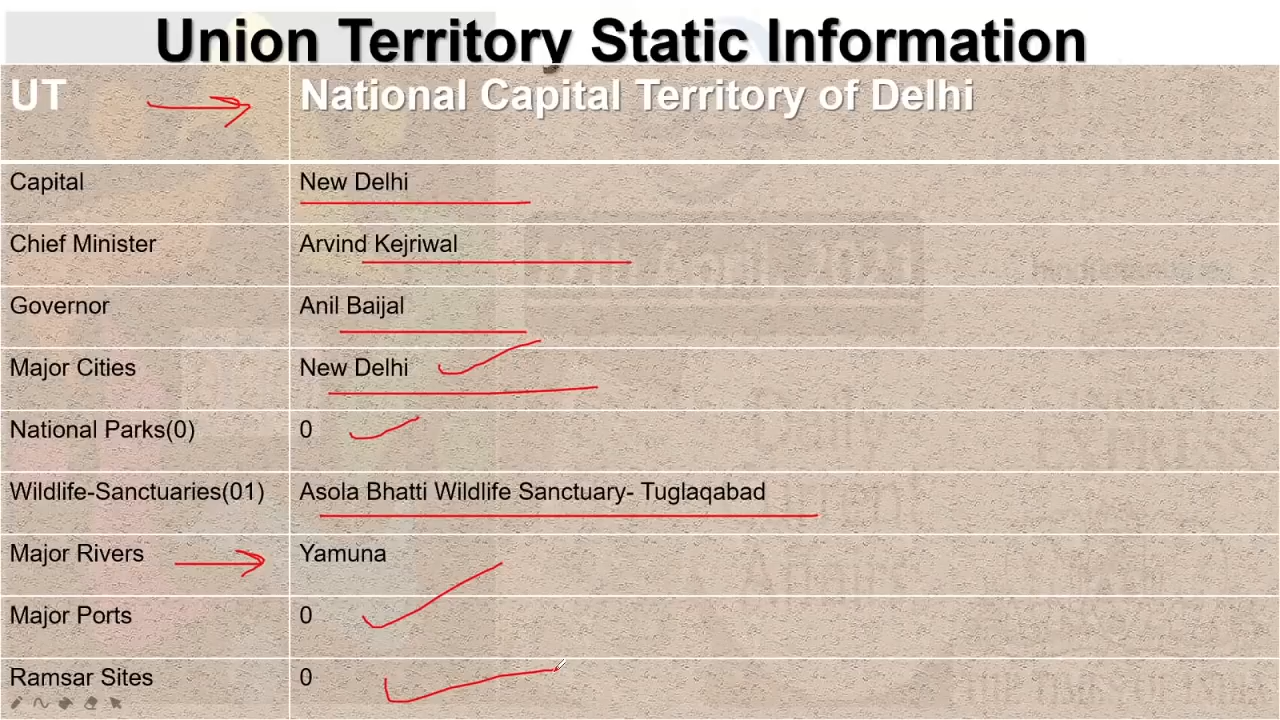 Union Territory Static Information
UT National Capital Territory of Delhi
Capital New Delhi
Chief Minister Arvind Kejriwal
Governor Anil Baijal
Major Cities New Delhi
National Parks(0) 0
Wildlife-Sanctuaries(01) Asola Bhatti Wildlife Sanctuary- Tuglaqabad
Major Rivers Yamuna
Major Ports 0
Ramsar Sites 0